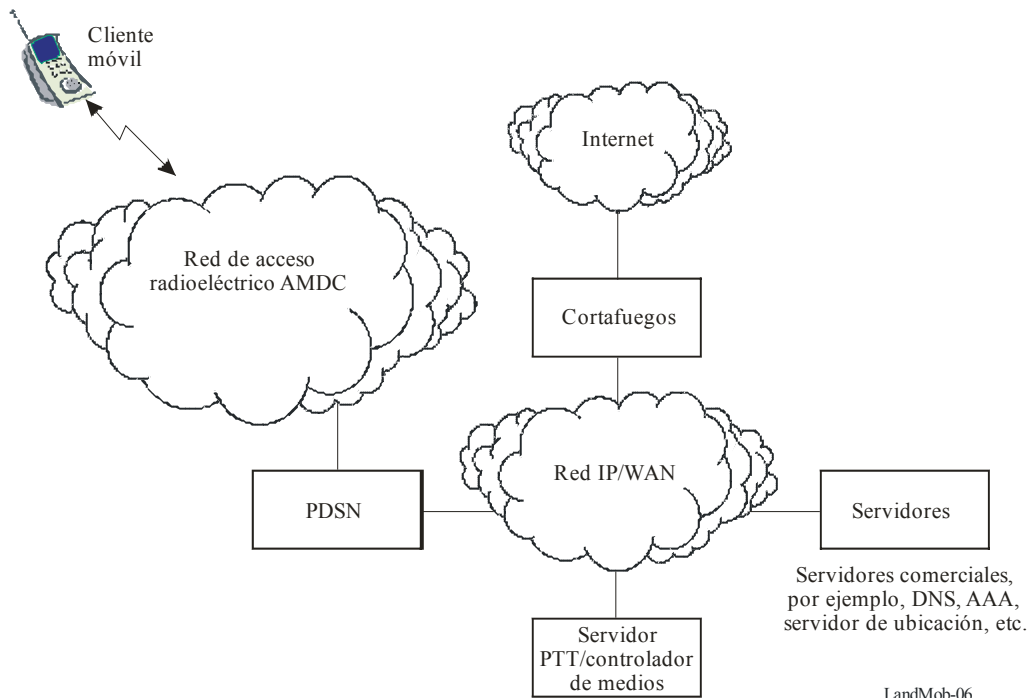 Cliente
móvil
Internet
Red de acceso
radioeléctrico AMDC
Cortafuegos
Red IP/WAN
PDSN
Servidores
Servidores comerciales,
por ejemplo, DNS, AAA,
servidor de ubicación, etc.
Servidor
PTT/controlador
de medios
LandMob-06